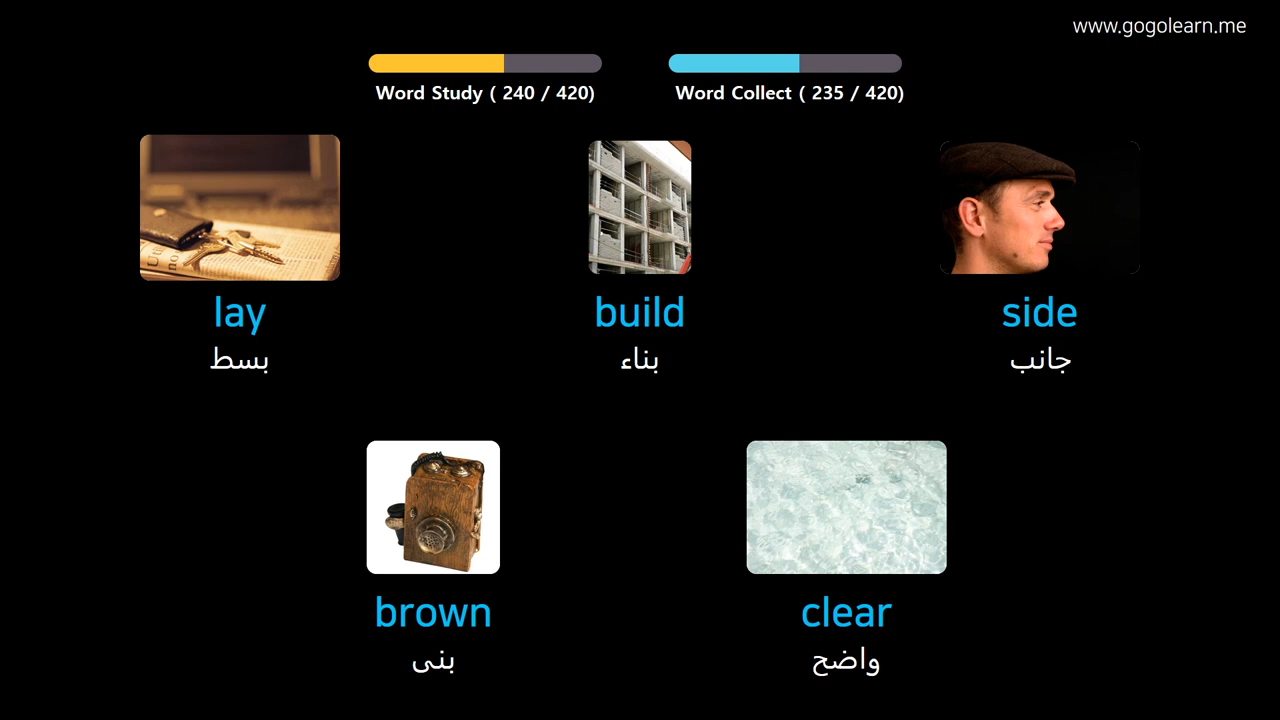 www.gogolearn.me
Word Study ( 240 / 420)
Word Collect ( 235 / 420)
lay
build
side
بسط
بناء
جانب
brown
clear
بنى
واضح